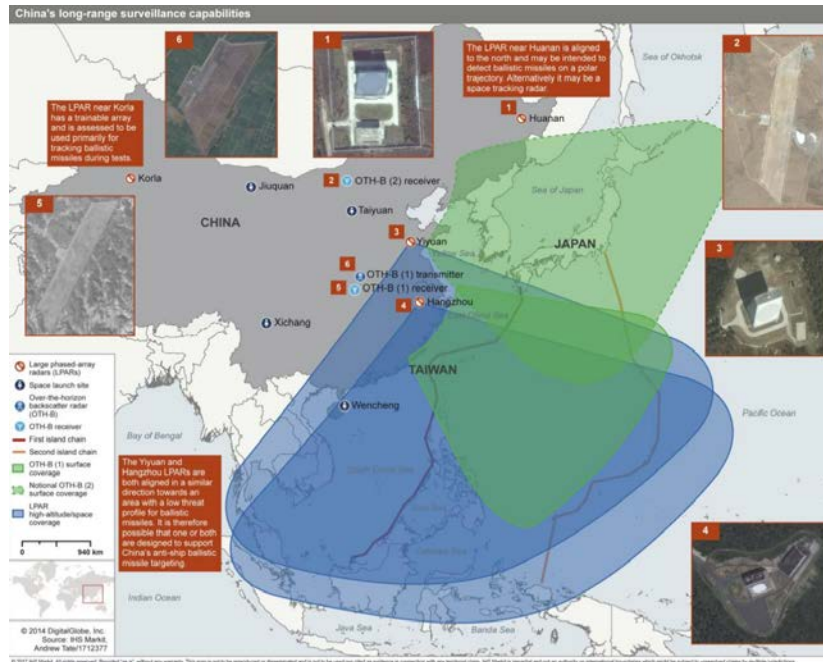 China's long-range surveillance capabilities
6
1
The LPAR near Huanan is aligned
to the north and may be intended to
detect ballistic missiles on a polar
trajectory. Alternatively it may be a
space tracking radar.
2
Sea of Okhotsk
The LPAR near Korla
has a trainable array
and is assessed to be
used primarily for
tracking ballistic
missiles during tests.
1
Huanan
Korla
Jiuquan
2
OTH-B (2) receiver
Sea of Japan
5
CHINA
Taiyuan
3
Yiyuan
Yellow Sea
JAPAN
6
OTH-B (1) transmitter
5
OTH-B (1) receiver
3
4
Hangzhou
East China Sea
Xichang
TAIWAN
Large phased-array
radars (LPARs)
Space launch site
Over-the-horizon
backscatter radar
(OTH-B)
OTH-B receiver
First island chain
Second island chain
OTH-B (1) surface
coverage
Notional OTH-B (2)
surface coverage
LPAR
high-altitude/space
coverage
0 940 km
Wencheng
Bay of Bengal
Pacific Ocean
South China Sea
The Yiyuan and
Hangzhou LPARs are
both aligned in a similar
direction towards an
area with a low threat
profile for ballistic
missiles. It is therefore
possible that one or both
are designed to support
China's anti-ship ballistic
missile targeting.
4
Indian Ocean
Java Sea
Banda Sea
© 2014 DigitalGlobe, Inc.
Source: IHS Markit,
Andrew Tate/1712377